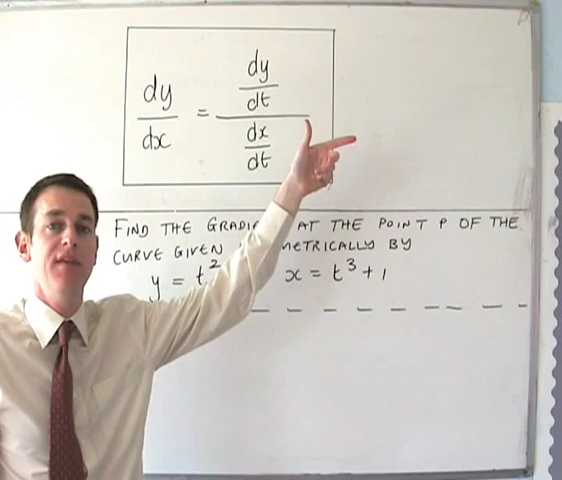 dy/dx = dy/dt / dx/dt
FIND THE GRADIE AT THE POINT P OF THE
CURVE GIVEN METRICALLY BY
y = t² x = t³ + 1